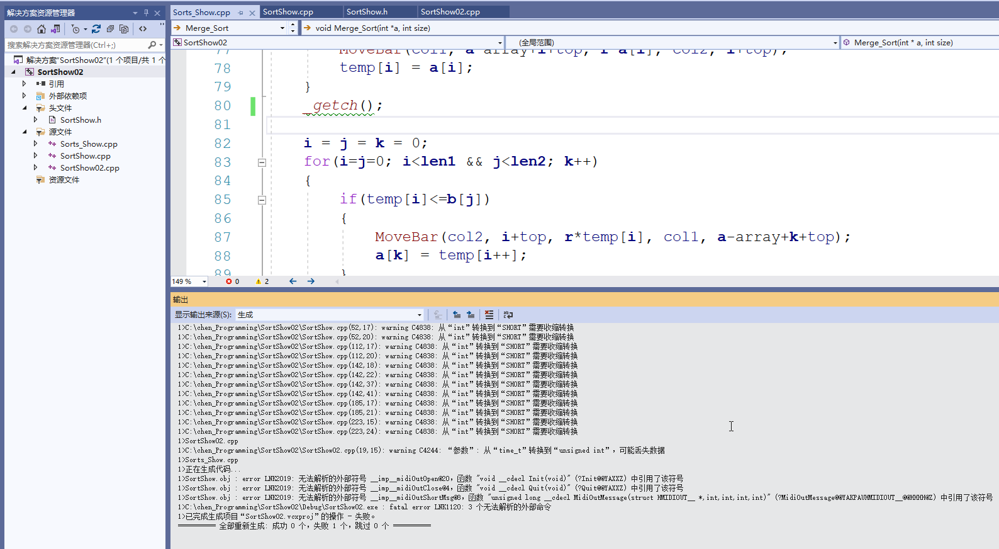 解决方案资源管理器
搜索解决方案资源管理器(Ctrl+;)
解决方案“SortShow02”(1 个项目/共 1 个
SortShow02
引用
外部依赖项
头文件
SortShow.h
源文件
Sorts_Show.cpp
SortShow.cpp
SortShow02.cpp
资源文件
Sorts_Show.cpp SortShow.cpp SortShow.h SortShow02.cpp
Merge_Sort void Merge_Sort(int *a, int size)
SortShow02 (全局范围) Merge_Sort(int * a, int size)
77 MoveBar(col1, a-array+i+top, r*a[i], col2, i+top);
78 temp[i] = a[i];
79 }
80 _getch();
81
82 i = j = k = 0;
83 for(i=j=0; i<len1 && j<len2; k++)
84 {
85 if(temp[i]<=b[j])
86 {
87 MoveBar(col2, i+top, r*temp[i], col1, a-array+k+top);
88 a[k] = temp[i++];
89 }
149 % 0 2
输出
显示输出来源(S): 生成
1>C:\chen_Programming\SortShow02\SortShow.cpp(52,17): warning C4838: 从“int”转换到“SHORT”需要收缩转换
1>C:\chen_Programming\SortShow02\SortShow.cpp(52,20): warning C4838: 从“int”转换到“SHORT”需要收缩转换
1>C:\chen_Programming\SortShow02\SortShow.cpp(112,17): warning C4838: 从“int”转换到“SHORT”需要收缩转换
1>C:\chen_Programming\SortShow02\SortShow.cpp(112,20): warning C4838: 从“int”转换到“SHORT”需要收缩转换
1>C:\chen_Programming\SortShow02\SortShow.cpp(142,18): warning C4838: 从“int”转换到“SHORT”需要收缩转换
1>C:\chen_Programming\SortShow02\SortShow.cpp(142,22): warning C4838: 从“int”转换到“SHORT”需要收缩转换
1>C:\chen_Programming\SortShow02\SortShow.cpp(142,37): warning C4838: 从“int”转换到“SHORT”需要收缩转换
1>C:\chen_Programming\SortShow02\SortShow.cpp(142,41): warning C4838: 从“int”转换到“SHORT”需要收缩转换
1>C:\chen_Programming\SortShow02\SortShow.cpp(185,17): warning C4838: 从“int”转换到“SHORT”需要收缩转换
1>C:\chen_Programming\SortShow02\SortShow.cpp(185,21): warning C4838: 从“int”转换到“SHORT”需要收缩转换
1>C:\chen_Programming\SortShow02\SortShow.cpp(223,15): warning C4838: 从“int”转换到“SHORT”需要收缩转换
1>C:\chen_Programming\SortShow02\SortShow.cpp(223,24): warning C4838: 从“int”转换到“SHORT”需要收缩转换
1>SortShow02.cpp
1>C:\chen_Programming\SortShow02\SortShow02.cpp(19,15): warning C4244: “参数”: 从“time_t”转换到“unsigned int”，可能丢失数据
1>Sorts_Show.cpp
1>正在生成代码...
1>SortShow.obj : error LNK2019: 无法解析的外部符号 __imp__midiOutOpen@20，函数 "void __cdecl Init(void)" (?Init@@YAXXZ) 中引用了该符号
1>SortShow.obj : error LNK2019: 无法解析的外部符号 __imp__midiOutClose@4，函数 "void __cdecl Quit(void)" (?Quit@@YAXXZ) 中引用了该符号
1>SortShow.obj : error LNK2019: 无法解析的外部符号 __imp__midiOutShortMsg@8，函数 "unsigned long __cdecl MidiOutMessage(struct HMIDIOUT__ *,int,int,int,int)" (?MidiOutMessage@@YAKPAUHMIDIOUT__@@HHHH@Z) 中引用了该符号
1>C:\chen_Programming\SortShow02\Debug\SortShow02.exe : fatal error LNK1120: 3 个无法解析的外部命令
1>已完成生成项目“SortShow02.vcxproj”的操作 - 失败。
========== 全部重新生成: 成功 0 个，失败 1 个，跳过 0 个 ==========